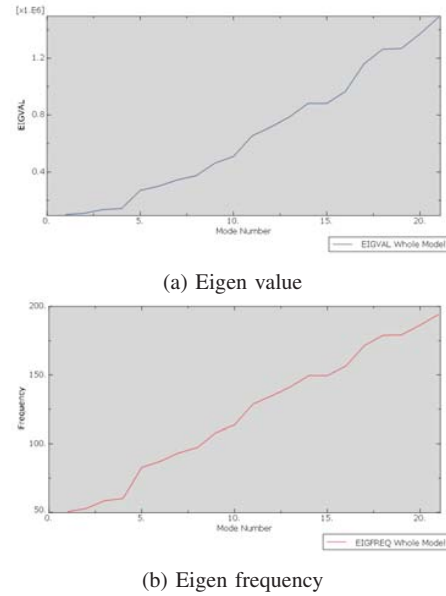 [x1.E6]
1.2
0.8
0.4
EIGVAL
0. 5. 10. 15. 20.
Mode Number
EIGVAL Whole Model
(a) Eigen value
200.
150.
100.
50.
Frequency
0. 5. 10. 15. 20.
Mode Number
EIGFREQ Whole Model
(b) Eigen frequency